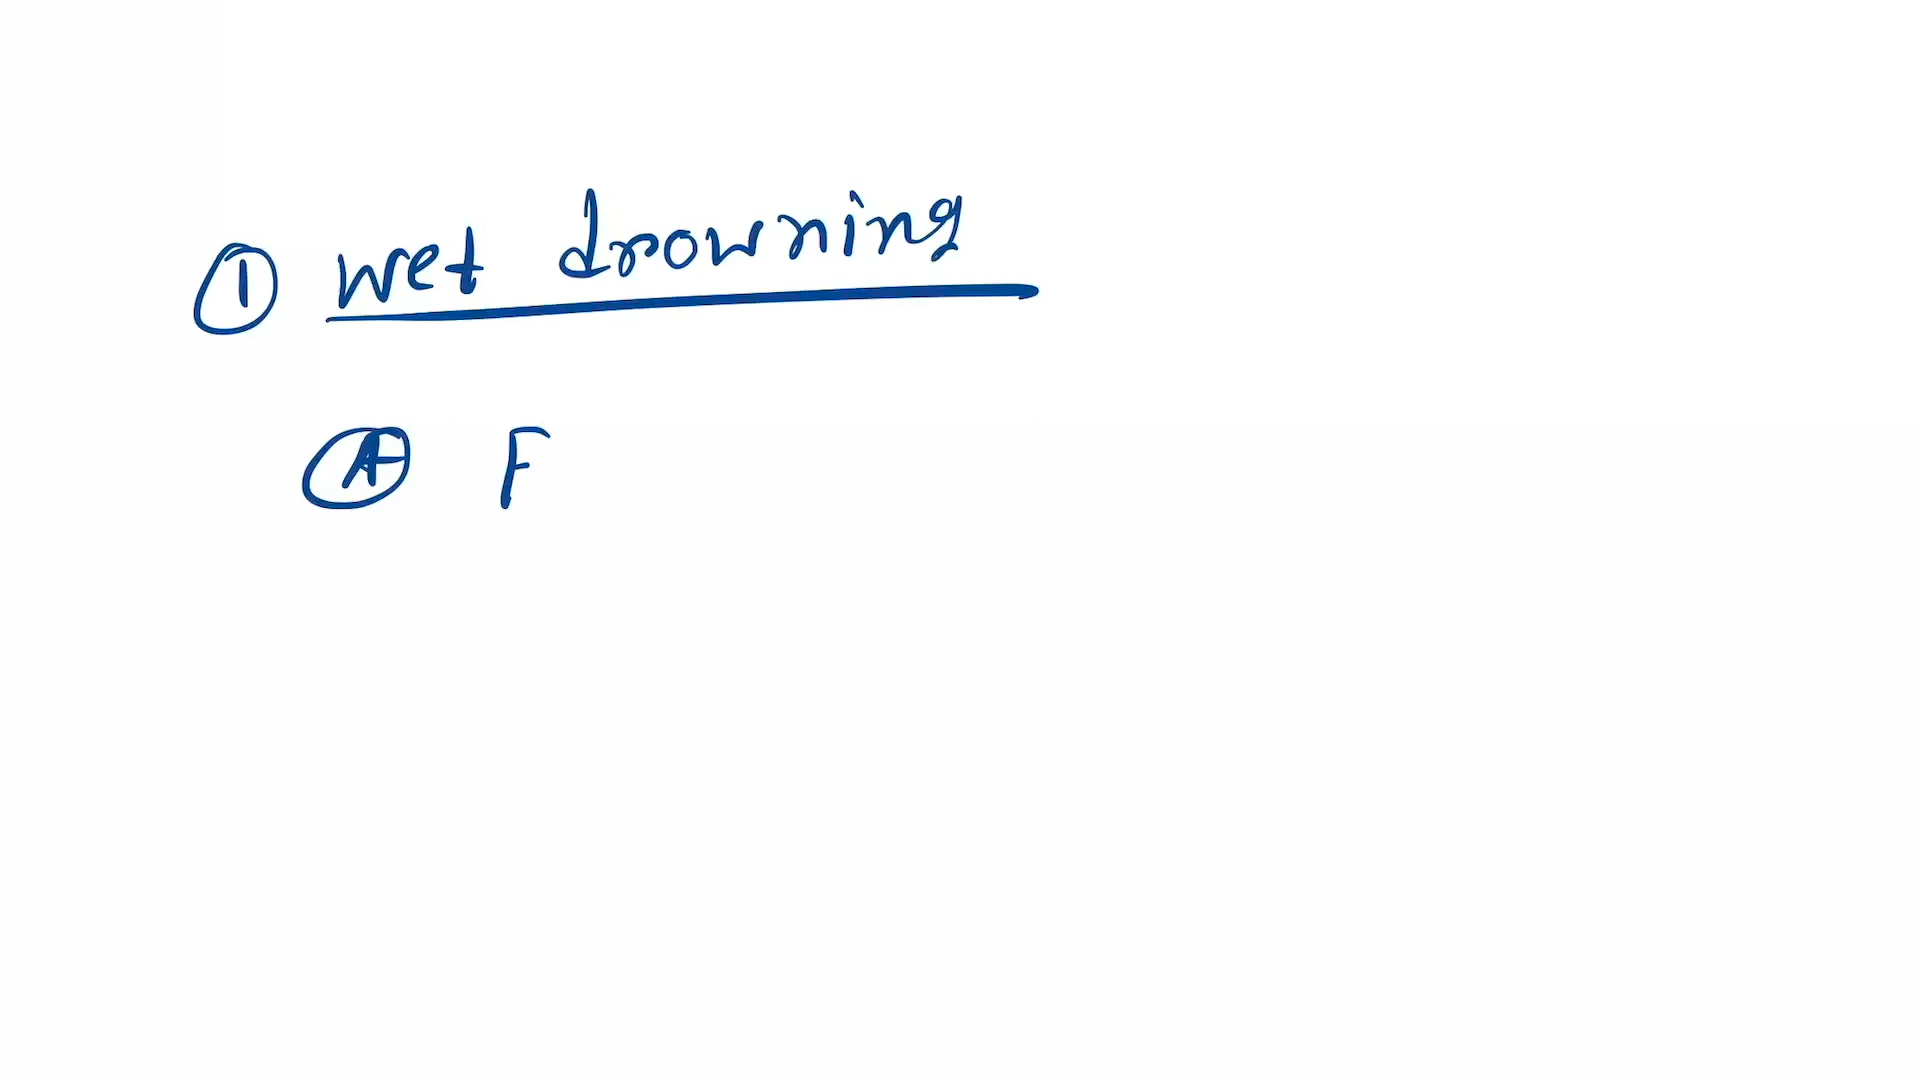 ① wet drowning
Ⓐ F